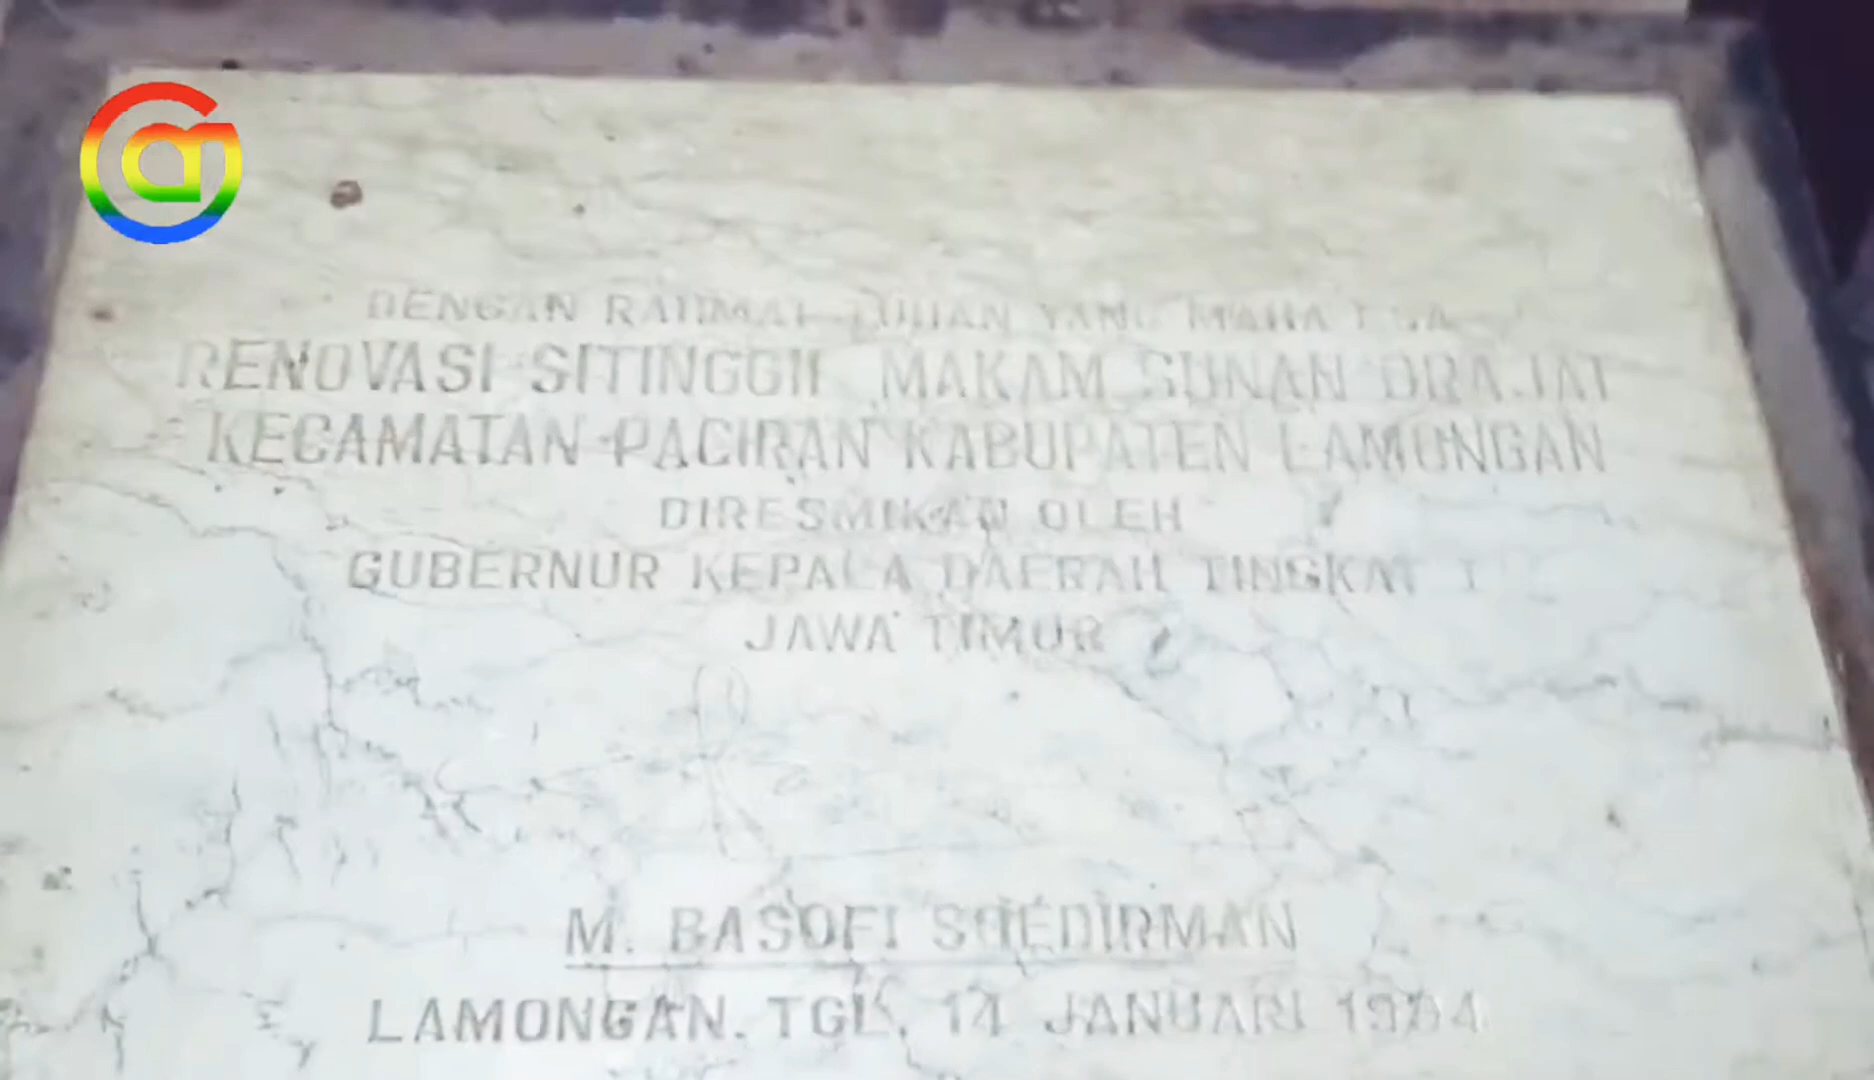 DENGAN RAHMAT TUHAN YANG MAHA ESA
RENOVASI SITINGGIL MAKAM SUNAN DRAJAT
KECAMATAN PACIRAN KABUPATEN LAMONGAN
DIRESMIKAN OLEH
GUBERNUR KEPALA DAERAH TINGKAT I
JAWA TIMUR
M. BASOFI SOEDIRMAN
LAMONGAN. TGL. 14 JANUARI 1994